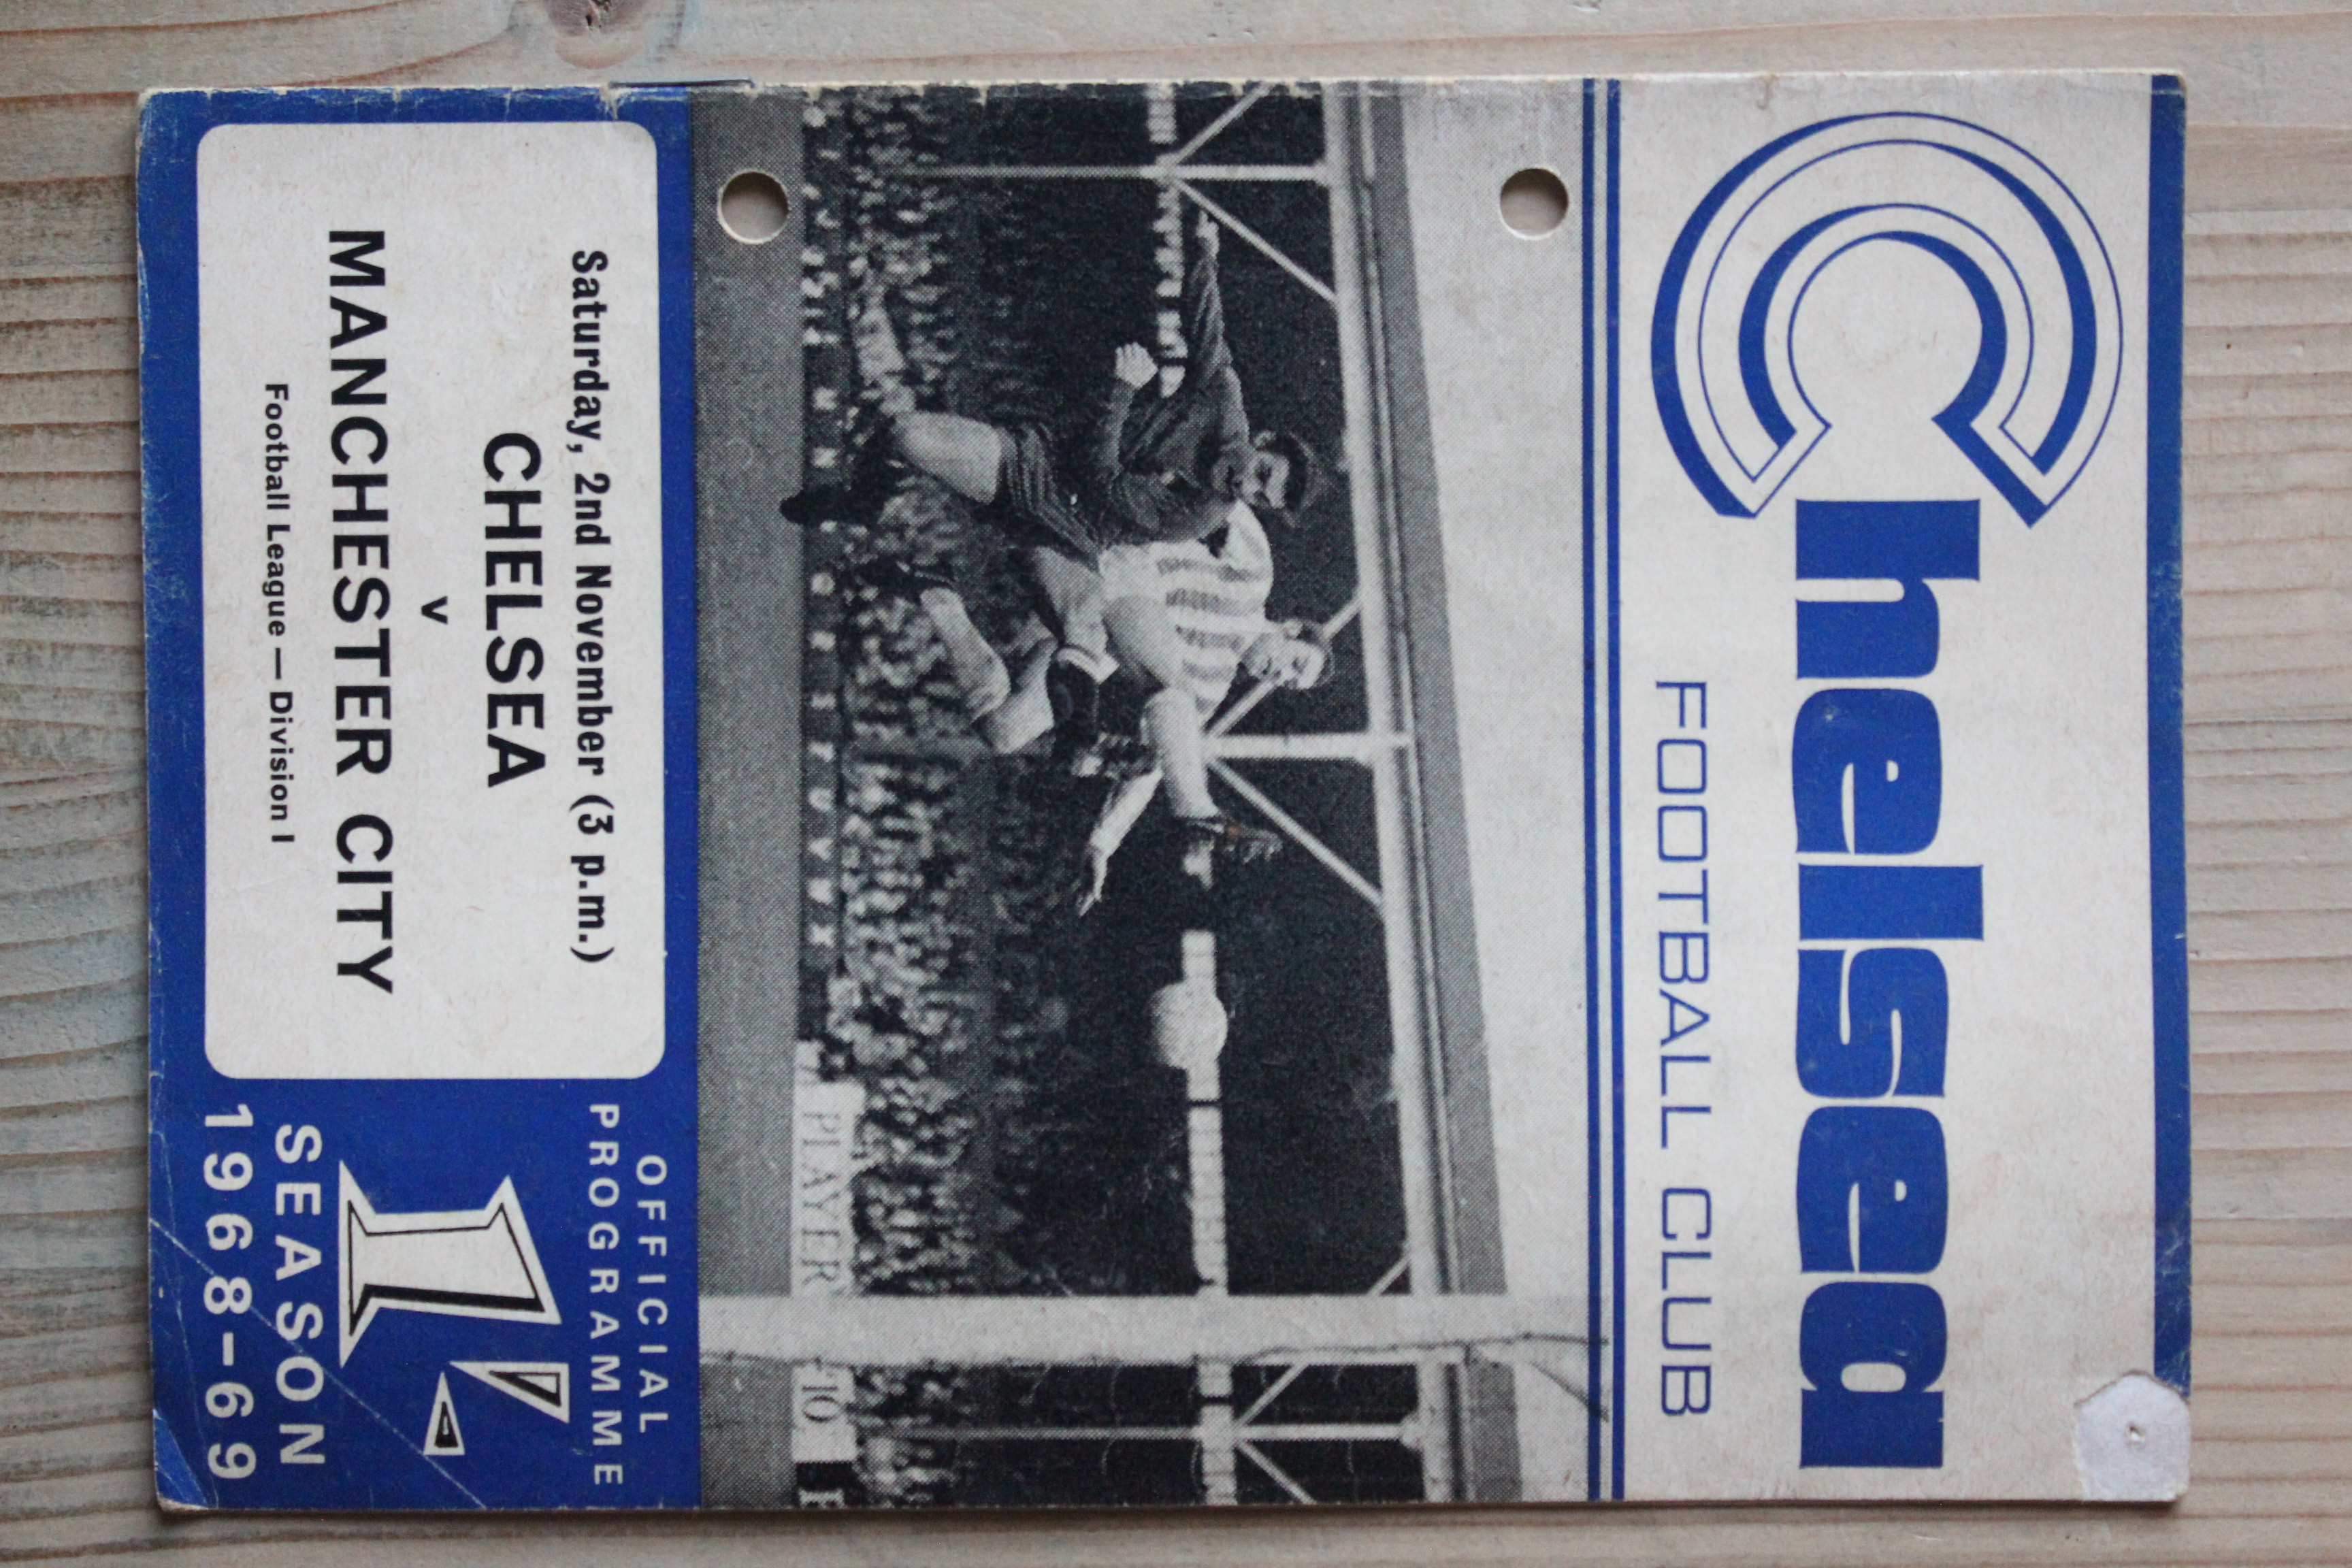 Chelsea
FOOTBALL CLUB
PLAYER
OFFICIAL
PROGRAMME
1/-
SEASON
1968-69
Saturday, 2nd November (3 p.m.)
CHELSEA
v
MANCHESTER CITY
Football League — Division I